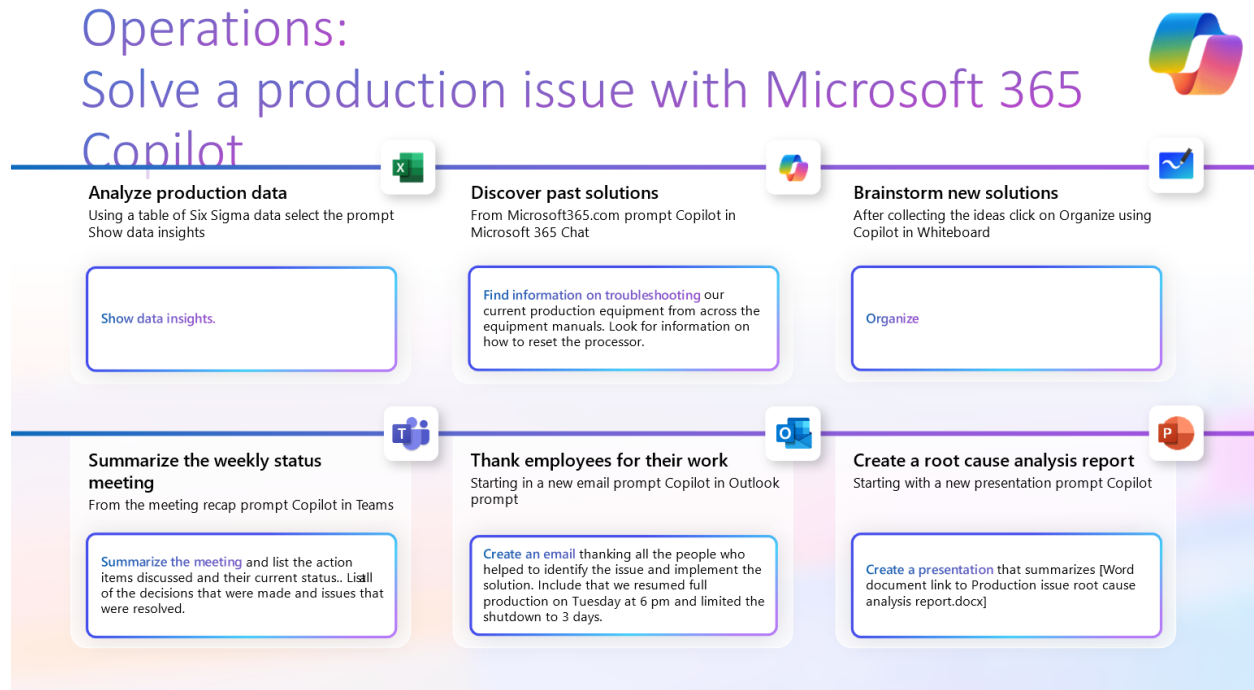 Operations:
Solve a production issue with Microsoft 365
Copilot
Analyze production data
Using a table of Six Sigma data select the prompt
Show data insights
Show data insights.
Discover past solutions
From Microsoft365.com prompt Copilot in
Microsoft 365 Chat
Find information on troubleshooting our
current production equipment from across the
equipment manuals. Look for information on
how to reset the processor.
Brainstorm new solutions
After collecting the ideas click on Organize using
Copilot in Whiteboard
Organize
Summarize the weekly status
meeting
From the meeting recap prompt Copilot in Teams
Summarize the meeting and list the action
items discussed and their current status.. List all
of the decisions that were made and issues that
were resolved.
Thank employees for their work
Starting in a new email prompt Copilot in Outlook
prompt
Create an email thanking all the people who
helped to identify the issue and implement the
solution. Include that we resumed full
production on Tuesday at 6 pm and limited the
shutdown to 3 days.
Create a root cause analysis report
Starting with a new presentation prompt Copilot
Create a presentation that summarizes [Word
document link to Production issue root cause
analysis report.docx]